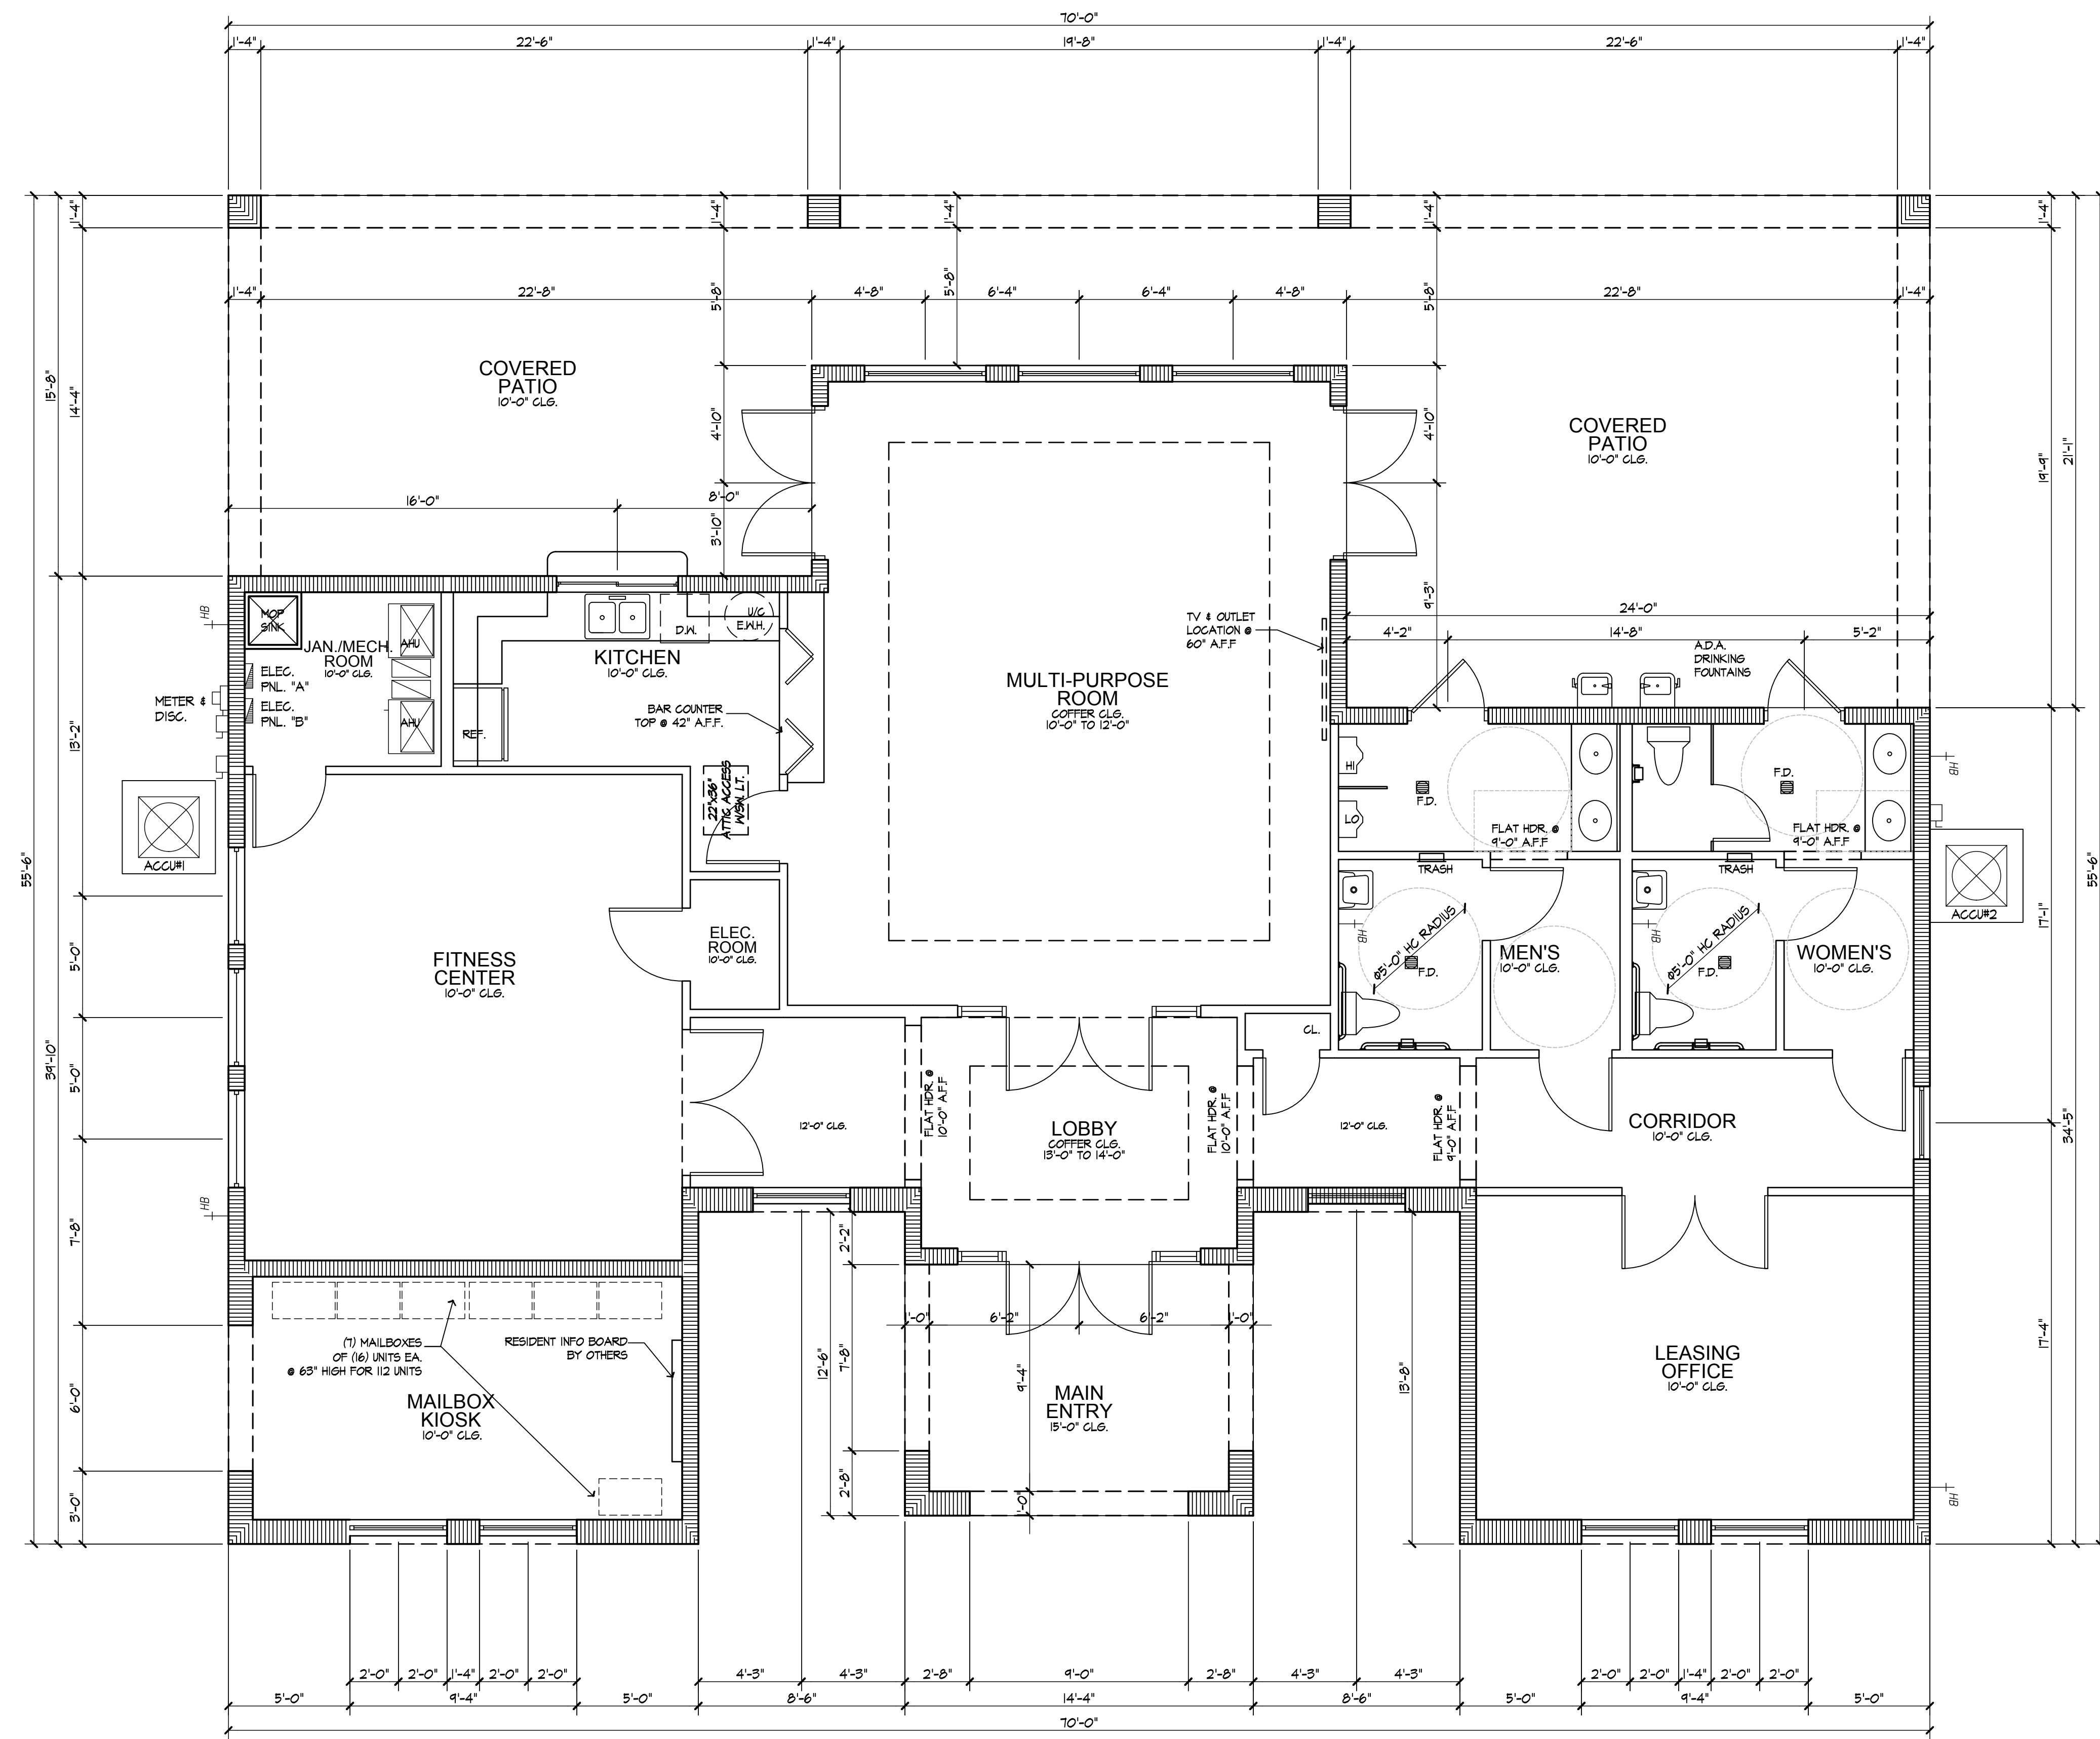 70'-0"
1'-4" 22'-6" 1'-4" 19'-8" 1'-4" 22'-6" 1'-4"
1'-4" 1'-4" 1'-4" 1'-4" 1'-4"
5'-8" 5'-8" 5'-8"
1'-4" 22'-8" 4'-8" 6'-4" 6'-4" 4'-8" 22'-8" 1'-4"
15'-8" 14'-4"
COVERED
PATIO
10'-0" CLG.
4'-10"
4'-10"
COVERED
PATIO
10'-0" CLG.
19'-9" 21'-1"
16'-0" 8'-0"
3'-10"
9'-3"
24'-0"
4'-2" 14'-8" 5'-2"
HB
MOP
SINK
JAN./MECH.
ROOM
10'-0" CLG.
AHU
AHU
ELEC.
PNL. "A"
ELEC.
PNL. "B"
METER &
DISC.
KITCHEN
10'-0" CLG.
D.W.
U/C
E.W.H.
REF.
BAR COUNTER
TOP @ 42" A.F.F.
22"X36"
ATTIC ACCESS
W/SW. LT.
MULTI-PURPOSE
ROOM
COFFER CLG.
10'-0" TO 12'-0"
TV & OUTLET
LOCATION @
60" A.F.F
A.D.A.
DRINKING
FOUNTAINS
HI
LO
F.D.
FLAT HDR. @
9'-0" A.F.F
F.D.
FLAT HDR. @
9'-0" A.F.F
HB
13'-2"
ACCU#1
ACCU#2
55'-6"
39'-10"
5'-0"
5'-0"
7'-8"
6'-0"
3'-0"
17'-1"
34'-5"
55'-6"
17'-4"
TRASH
TRASH
HB
Ø5'-0" HC RADIUS
F.D.
MEN'S
10'-0" CLG.
HB
Ø5'-0" HC RADIUS
F.D.
WOMEN'S
10'-0" CLG.
FITNESS
CENTER
10'-0" CLG.
ELEC.
ROOM
10'-0" CLG.
CL.
12'-0" CLG.
FLAT HDR. @
10'-0" A.F.F
LOBBY
COFFER CLG.
13'-0" TO 14'-0"
FLAT HDR. @
10'-0" A.F.F
12'-0" CLG.
FLAT HDR. @
9'-0" A.F.F
CORRIDOR
10'-0" CLG.
HB
2'-2"
12'-6"
7'-8"
2'-8"
1'-0" 6'-2" 6'-2" 1'-0"
9'-4"
1'-0"
13'-8"
(7) MAILBOXES
OF (16) UNITS EA.
@ 63" HIGH FOR 112 UNITS
RESIDENT INFO BOARD
BY OTHERS
MAILBOX
KIOSK
10'-0" CLG.
MAIN
ENTRY
15'-0" CLG.
LEASING
OFFICE
10'-0" CLG.
HB
2'-0" 2'-0" 1'-4" 2'-0" 2'-0" 4'-3" 4'-3" 2'-8" 9'-0" 2'-8" 4'-3" 4'-3" 2'-0" 2'-0" 1'-4" 2'-0" 2'-0"
5'-0" 9'-4" 5'-0" 8'-6" 14'-4" 8'-6" 5'-0" 9'-4" 5'-0"
70'-0"